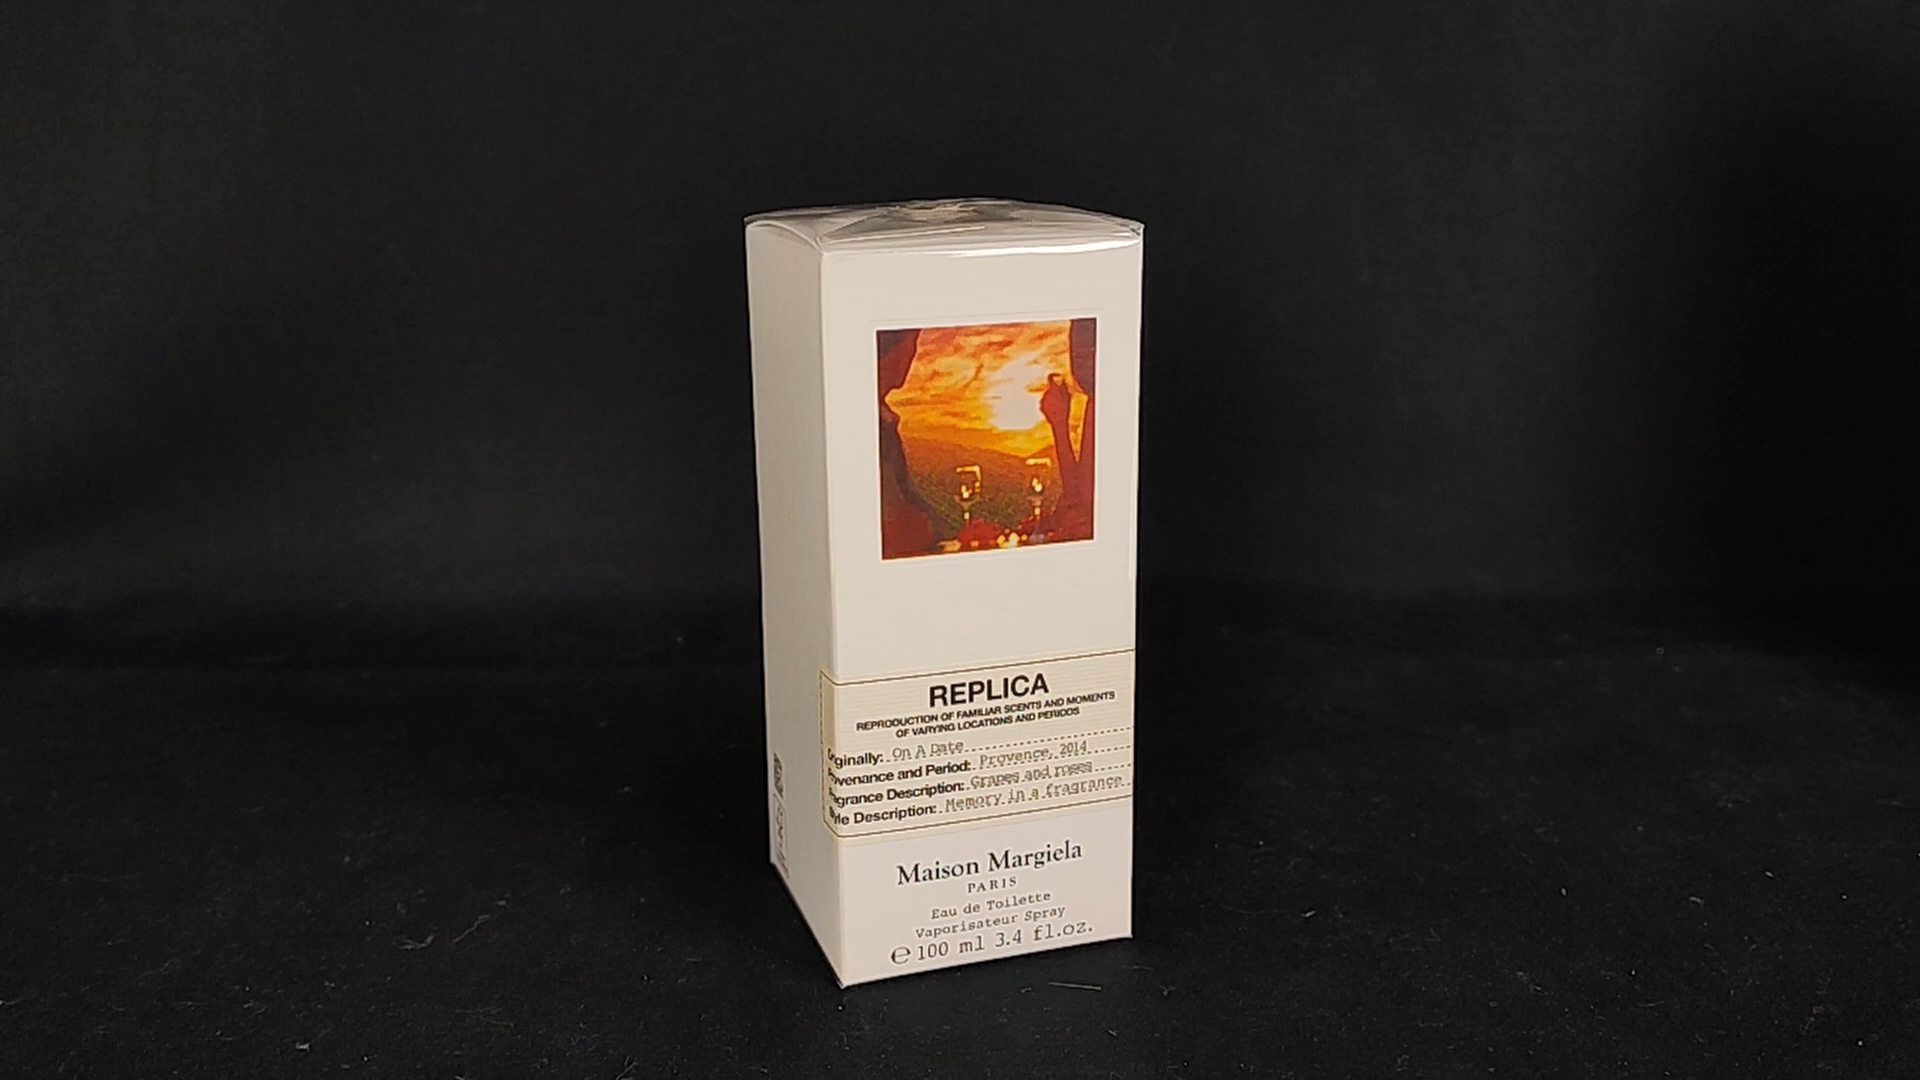 REPLICA
REPRODUCTION OF FAMILIAR SCENTS AND MOMENTS
OF VARYING LOCATIONS AND PERIODS
Originally: On A Date
Provenance and Period: Provence, 2014
Fragrance Description: Grapes and roses
Style Description: Memory in a fragrance
Maison Margiela
PARIS
Eau de Toilette
Vaporisateur Spray
℮ 100 ml 3.4 fl.oz.